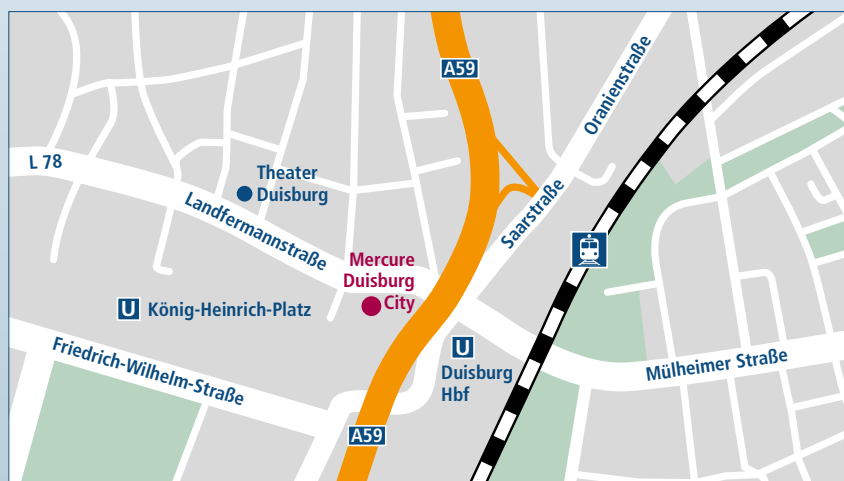 A59
Oranienstraße
L 78
Theater
Duisburg
Landfermannstraße
Saarstraße
Mercure
Duisburg
City
U König-Heinrich-Platz
U
Duisburg
Hbf
Mülheimer Straße
Friedrich-Wilhelm-Straße
A59